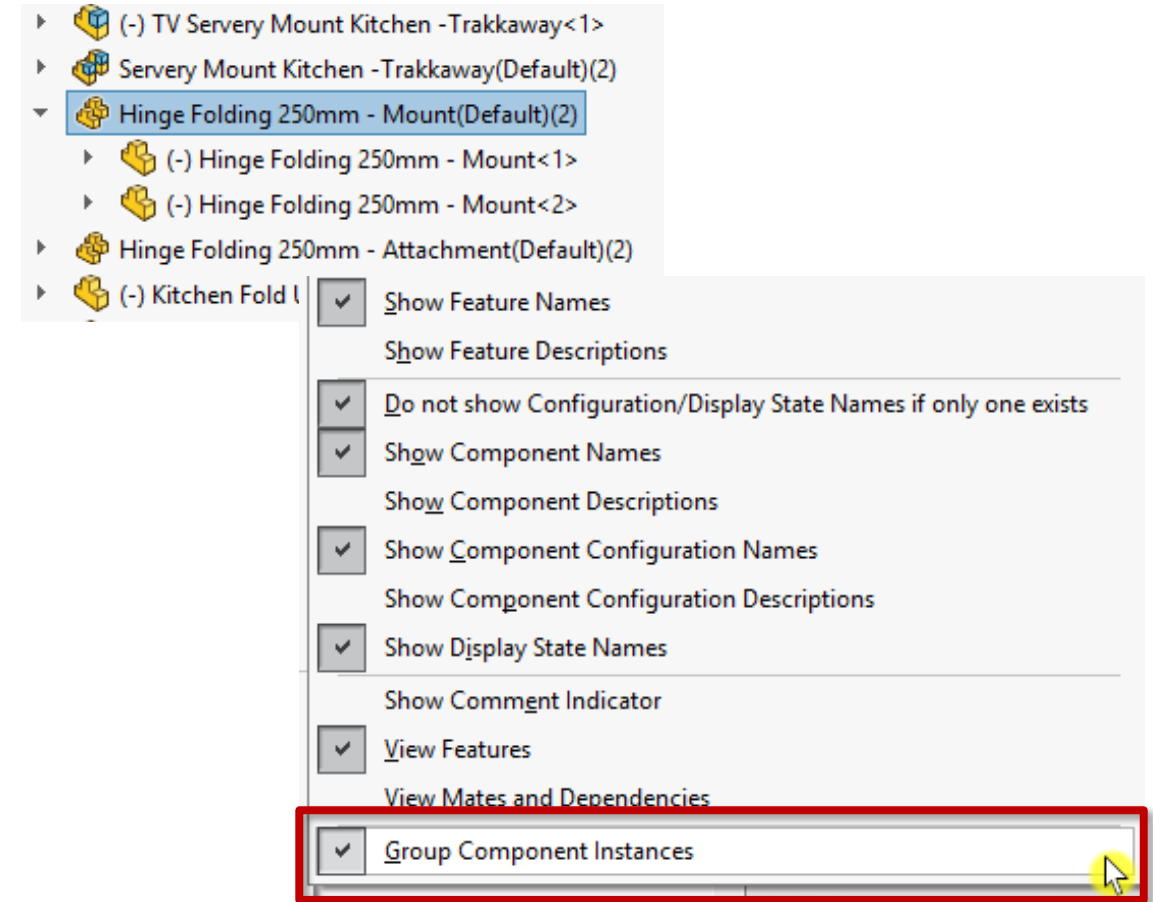 (-) TV Servery Mount Kitchen -Trakkaway<1>
Servery Mount Kitchen -Trakkaway(Default)(2)
Hinge Folding 250mm - Mount(Default)(2)
(-) Hinge Folding 250mm - Mount<1>
(-) Hinge Folding 250mm - Mount<2>
Hinge Folding 250mm - Attachment(Default)(2)
(-) Kitchen Fold
Show Feature Names
Show Feature Descriptions
Do not show Configuration/Display State Names if only one exists
Show Component Names
Show Component Descriptions
Show Component Configuration Names
Show Component Configuration Descriptions
Show Display State Names
Show Comment Indicator
View Features
View Mates and Dependencies
Group Component Instances